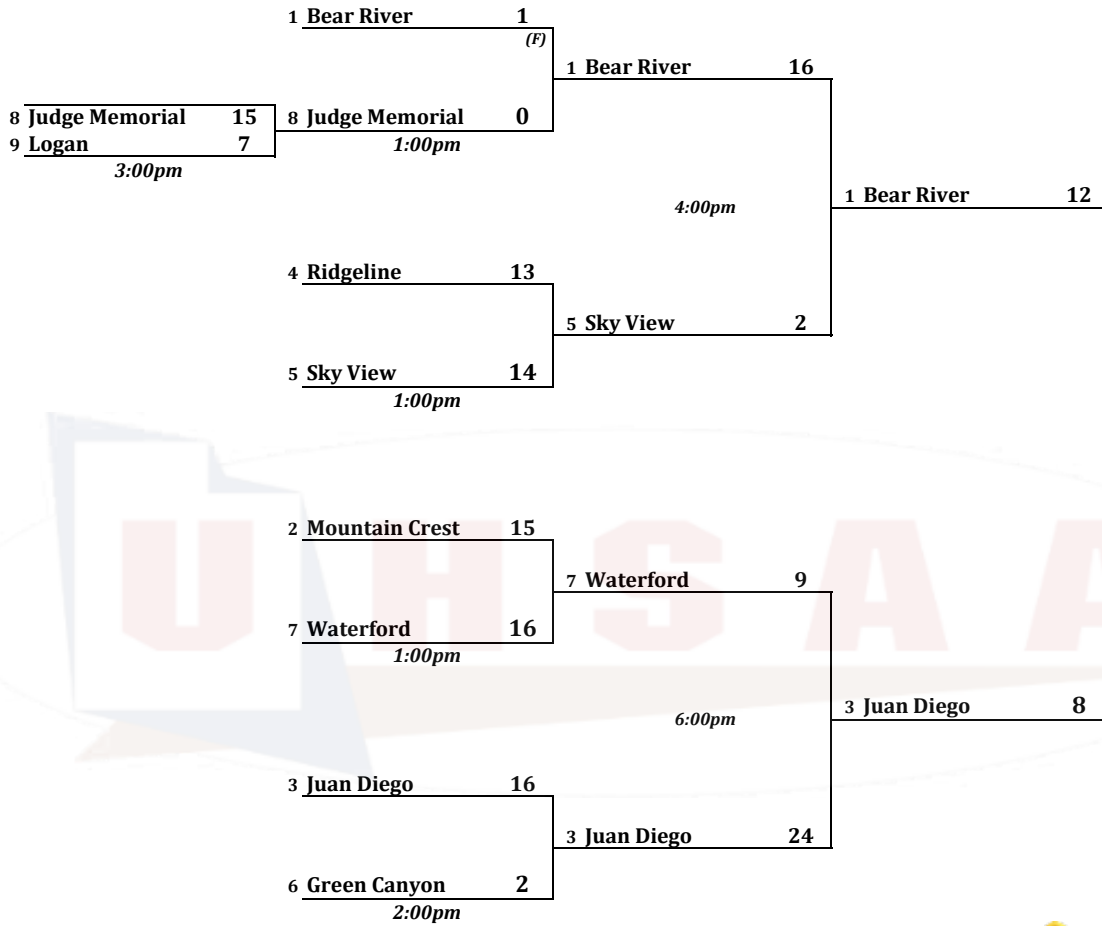 1 Bear River 1
(F)
1 Bear River 16
8 Judge Memorial 15
8 Judge Memorial 0
9 Logan 7
1:00pm
3:00pm
1 Bear River 12
4:00pm
4 Ridgeline 13
5 Sky View 2
5 Sky View 14
1:00pm
2 Mountain Crest 15
7 Waterford 9
7 Waterford 16
1:00pm
U H S A A
3 Juan Diego 8
6:00pm
3 Juan Diego 16
3 Juan Diego 24
6 Green Canyon 2
2:00pm